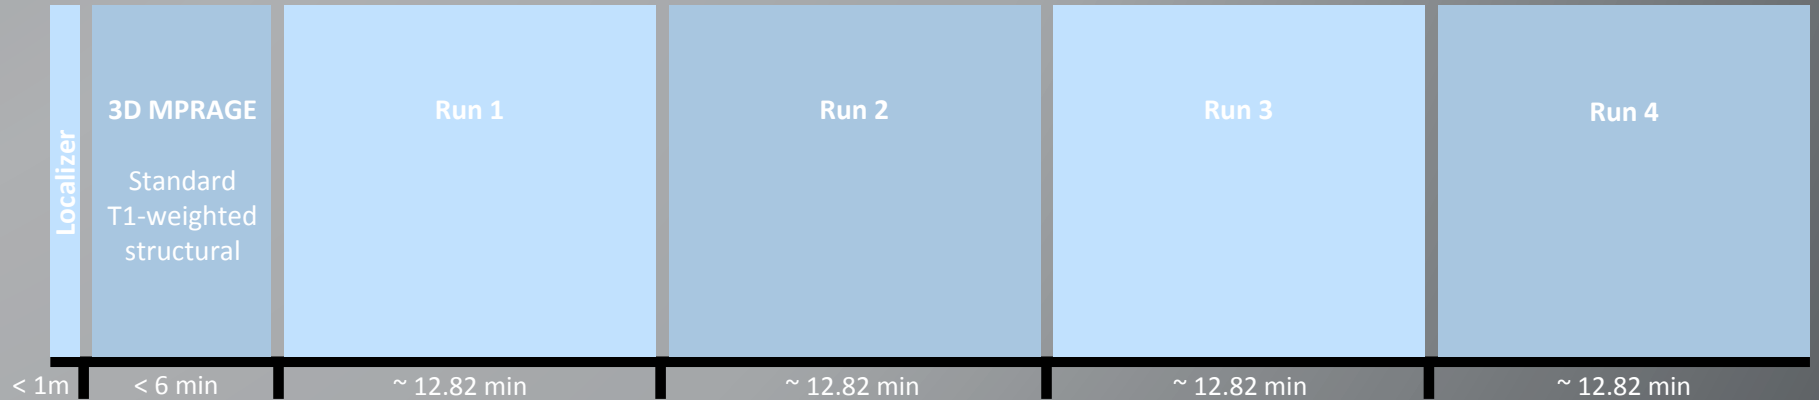 Localizer
3D MPRAGE
Standard
T1-weighted
structural
Run 1
Run 2
Run 3
Run 4
< 1m
< 6 min
~ 12.82 min
~ 12.82 min
~ 12.82 min
~ 12.82 min